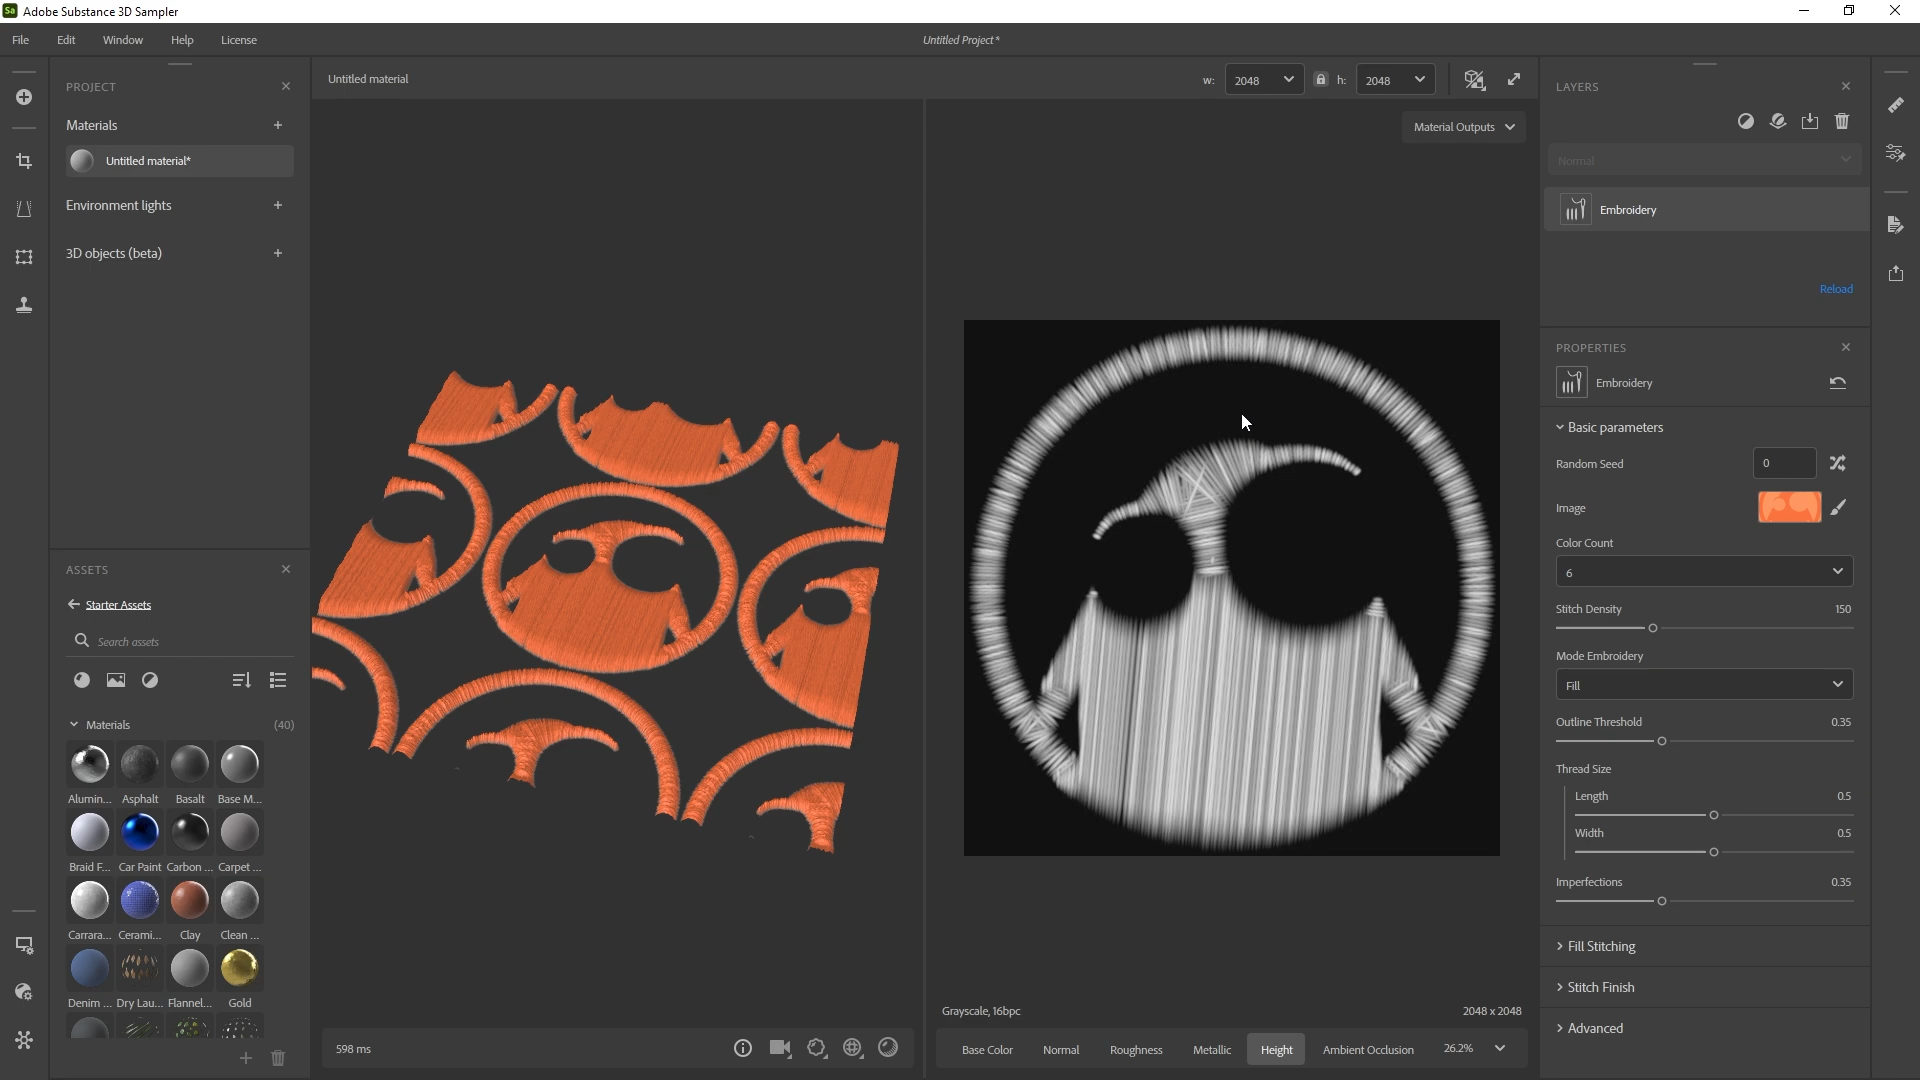 Sa Adobe Substance 3D Sampler
File Edit Window Help License
Untitled Project*
PROJECT
Materials
Untitled material*
Environment lights
3D objects (beta)
ASSETS
Starter Assets
Search assets
Materials (40)
Alumin... Asphalt Basalt Base M...
Braid F... Car Paint Carbon ... Carpet ...
Carrara... Cerami... Clay Clean ...
Denim ... Dry Lau... Flannel... Gold
Untitled material
w: 2048 h: 2048
Material Outputs
598 ms
Grayscale, 16bpc 2048 x 2048
Base Color Normal Roughness Metallic Height Ambient Occlusion 26.2%
LAYERS
Normal
Embroidery
Reload
PROPERTIES
Embroidery
Basic parameters
Random Seed 0
Image
Color Count
6
Stitch Density 150
Mode Embroidery
Fill
Outline Threshold 0.35
Thread Size
Length 0.5
Width 0.5
Imperfections 0.35
Fill Stitching
Stitch Finish
Advanced